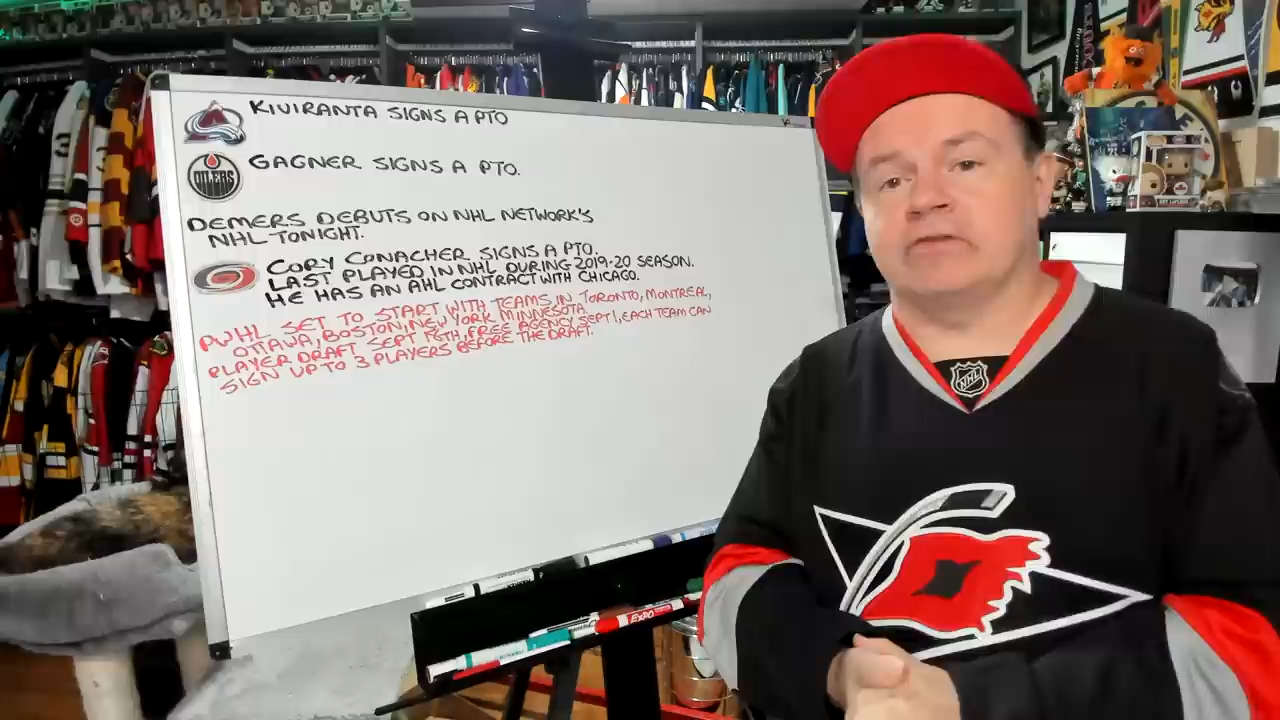 KIVIRANTA SIGNS A PTO
OILERS
GAGNER SIGNS A PTO.
DEMERS DEBUTS ON NHL NETWORK'S
NHL TONIGHT.
CORY CONACHER SIGNS A PTO.
LAST PLAYED IN NHL DURING 2019-20 SEASON.
HE HAS AN AHL CONTRACT WITH CHICAGO.
PWHL SET TO START WITH TEAMS IN TORONTO, MONTREAL,
OTTAWA, BOSTON, NEW YORK MINNESOTA.
PLAYER DRAFT SEPT 18TH, FREE AGENCY SEPT 1, EACH TEAM CAN
SIGN UP TO 3 PLAYERS BEFORE THE DRAFT.
NHL
EXPO